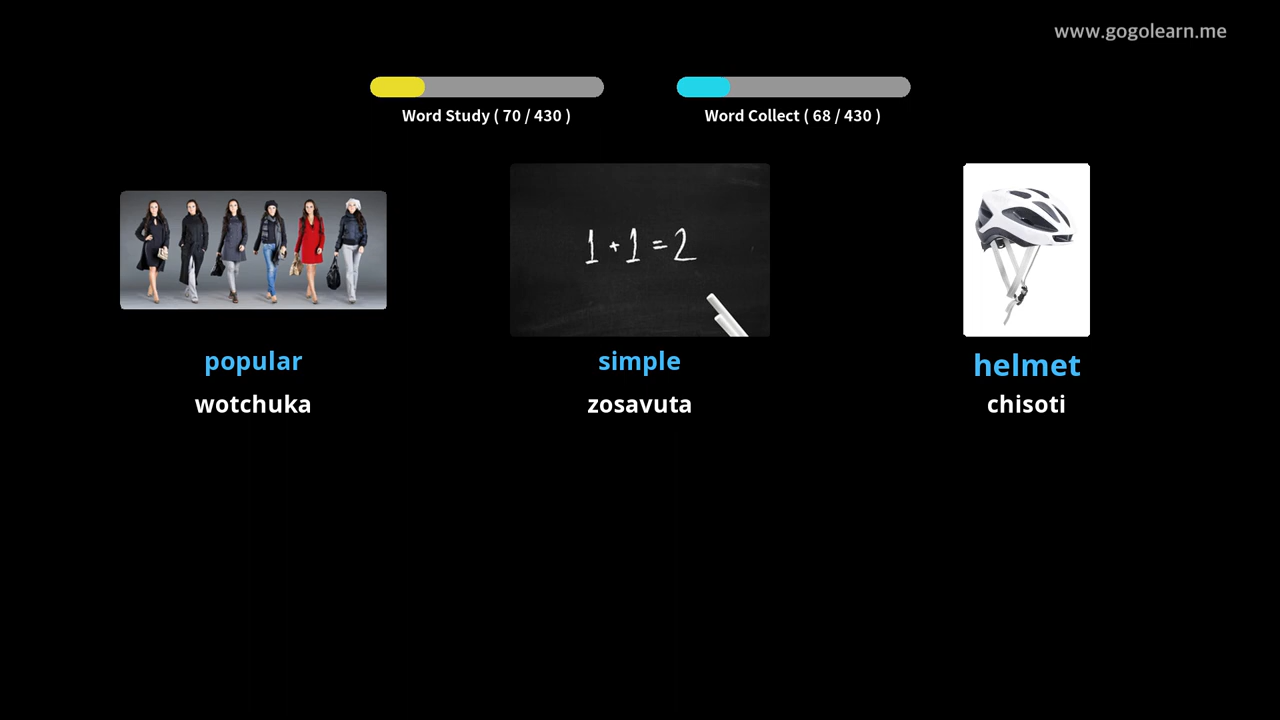 www.gogolearn.me
Word Study ( 70 / 430 )
Word Collect ( 68 / 430 )
1 + 1 = 2
popular
wotchuka
simple
zosavuta
helmet
chisoti